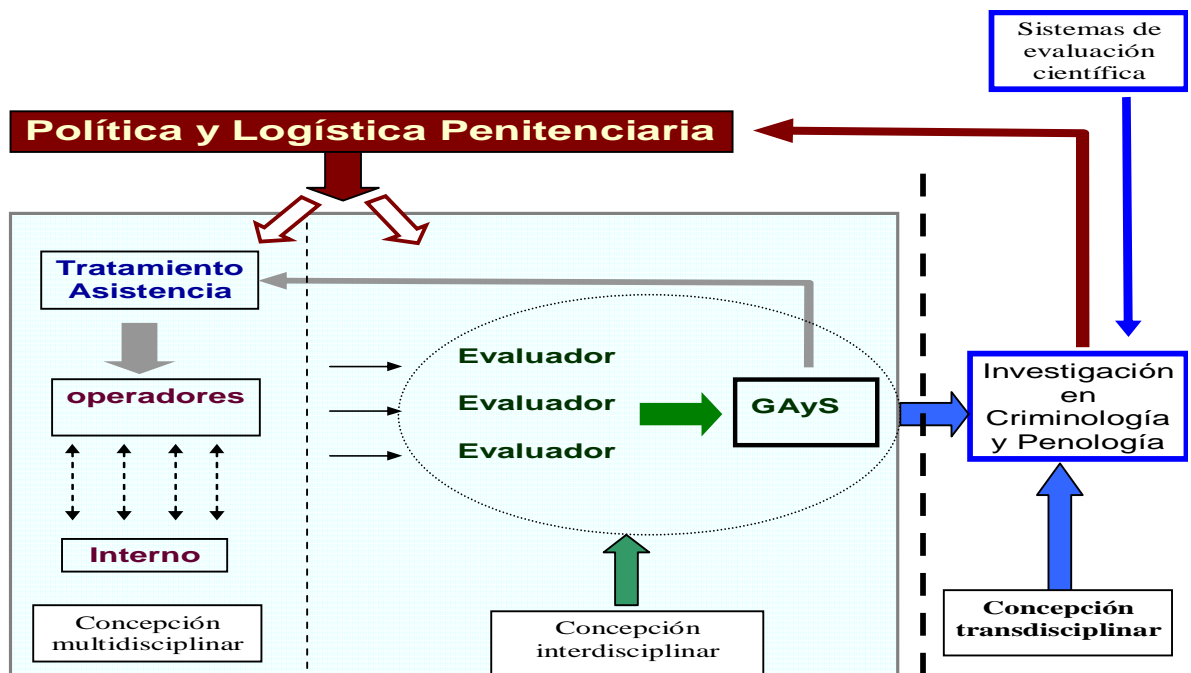 Sistemas de
evaluación
científica
Política y Logística Penitenciaria
Tratamiento
Asistencia
operadores
Interno
Concepción
multidisciplinar
Evaluador
Evaluador
Evaluador
GAyS
Concepción
interdisciplinar
Investigación
en
Criminología
y Penología
Concepción
transdisciplinar